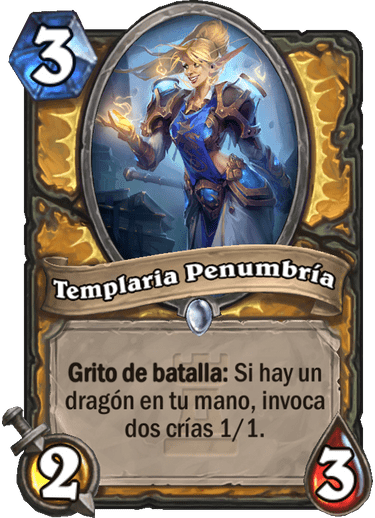 3
Templaria Penumbría
Grito de batalla: Si hay un
dragón en tu mano, invoca
dos crías 1/1.
2
3